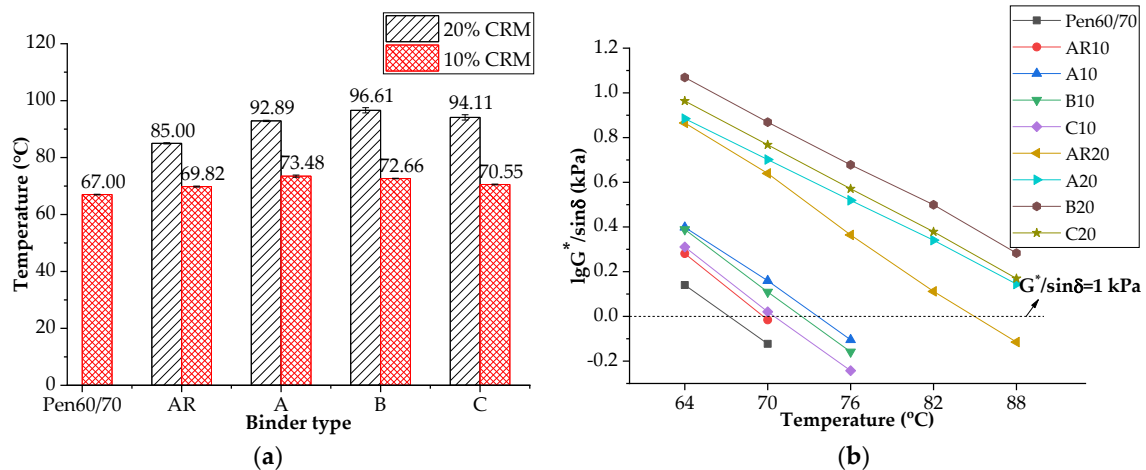 120
100
80
60
40
20
0
Temperature (ºC)
20% CRM
10% CRM
67.00
85.00
69.82
92.89
73.48
96.61
72.66
94.11
70.55
Pen60/70 AR A B C
Binder type
(a)
1.2
1.0
0.8
0.6
0.4
0.2
0.0
-0.2
lgG*/sinδ (kPa)
Pen60/70
AR10
A10
B10
C10
AR20
A20
B20
C20
G*/sinδ=1 kPa
64 70 76 82 88
Temperature (ºC)
(b)